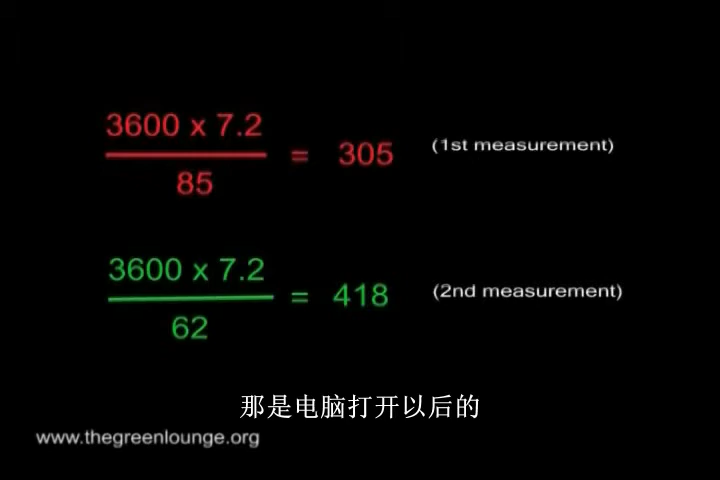 3600 x 7.2
= 305 (1st measurement)
85
3600 x 7.2
= 418 (2nd measurement)
62
那是电脑打开以后的
www.thegreenlounge.org